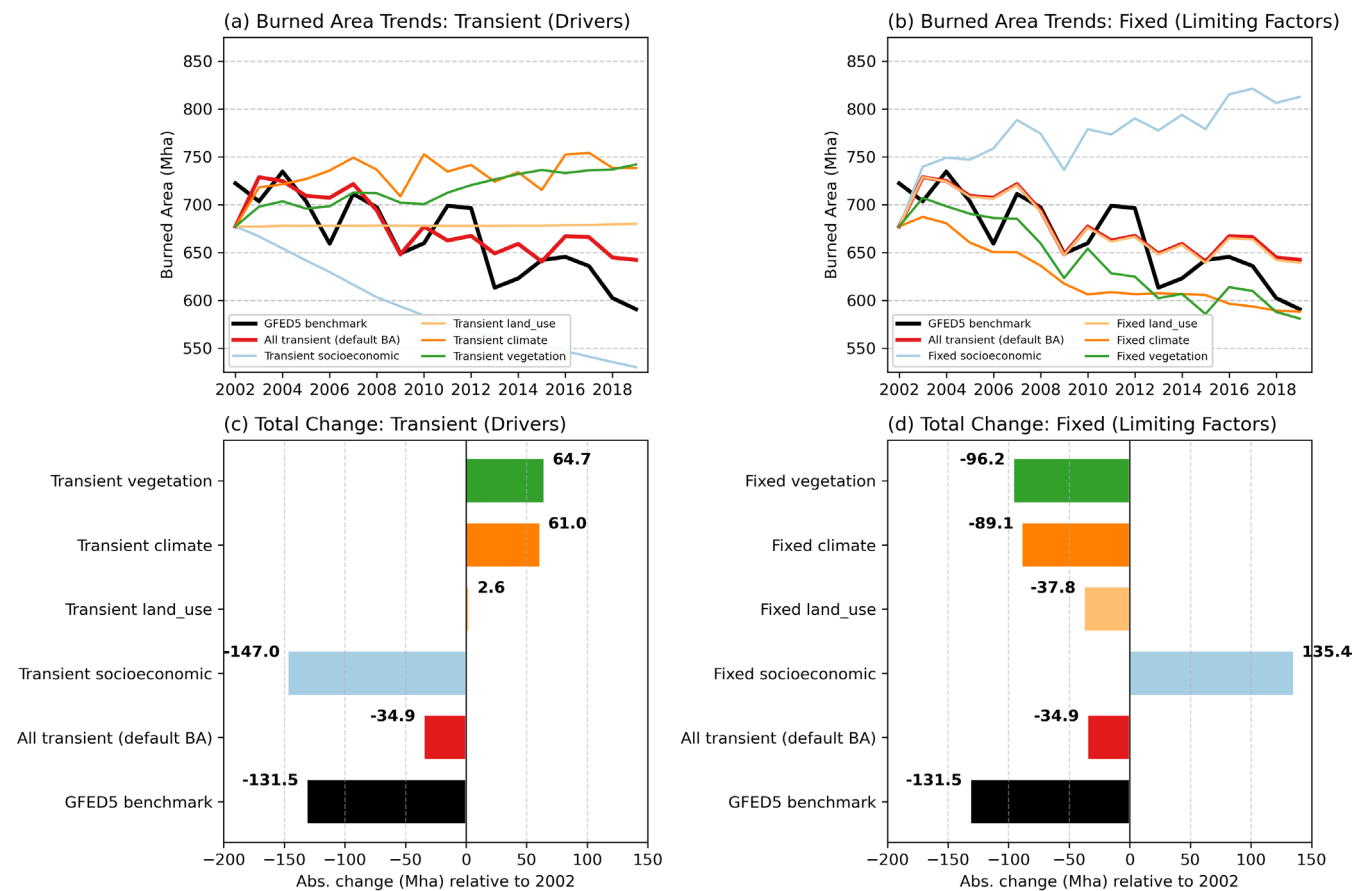 (a) Burned Area Trends: Transient (Drivers)
Burned Area (Mha)
850
800
750
700
650
600
550
GFED5 benchmark
All transient (default BA)
Transient socioeconomic
Transient land_use
Transient climate
Transient vegetation
2002 2004 2006 2008 2010 2012 2014 2016 2018
(b) Burned Area Trends: Fixed (Limiting Factors)
Burned Area (Mha)
850
800
750
700
650
600
550
GFED5 benchmark
All transient (default BA)
Fixed socioeconomic
Fixed land_use
Fixed climate
Fixed vegetation
2002 2004 2006 2008 2010 2012 2014 2016 2018
(c) Total Change: Transient (Drivers)
Transient vegetation 64.7
Transient climate 61.0
Transient land_use 2.6
Transient socioeconomic -147.0
All transient (default BA) -34.9
GFED5 benchmark -131.5
−200 −150 −100 −50 0 50 100 150
Abs. change (Mha) relative to 2002
(d) Total Change: Fixed (Limiting Factors)
Fixed vegetation -96.2
Fixed climate -89.1
Fixed land_use -37.8
Fixed socioeconomic 135.4
All transient (default BA) -34.9
GFED5 benchmark -131.5
−200 −150 −100 −50 0 50 100 150
Abs. change (Mha) relative to 2002